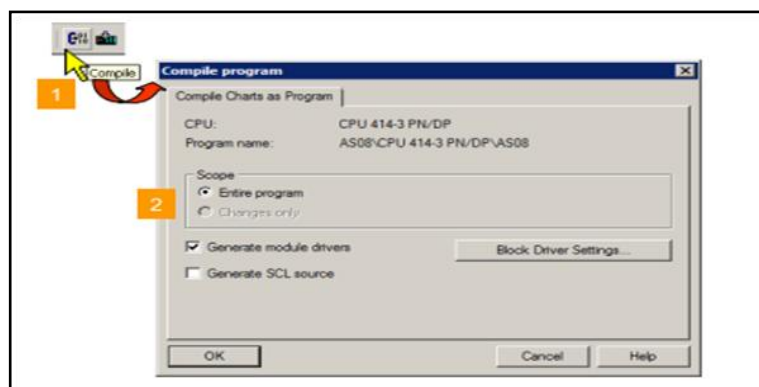 Compile
1
Compile program
Compile Charts as Program
CPU: CPU 414-3 PN/DP
Program name: AS08\CPU 414-3 PN/DP\AS08
Scope
2
Entire program
Changes only
Generate module drivers
Block Driver Settings...
Generate SCL source
OK
Cancel
Help